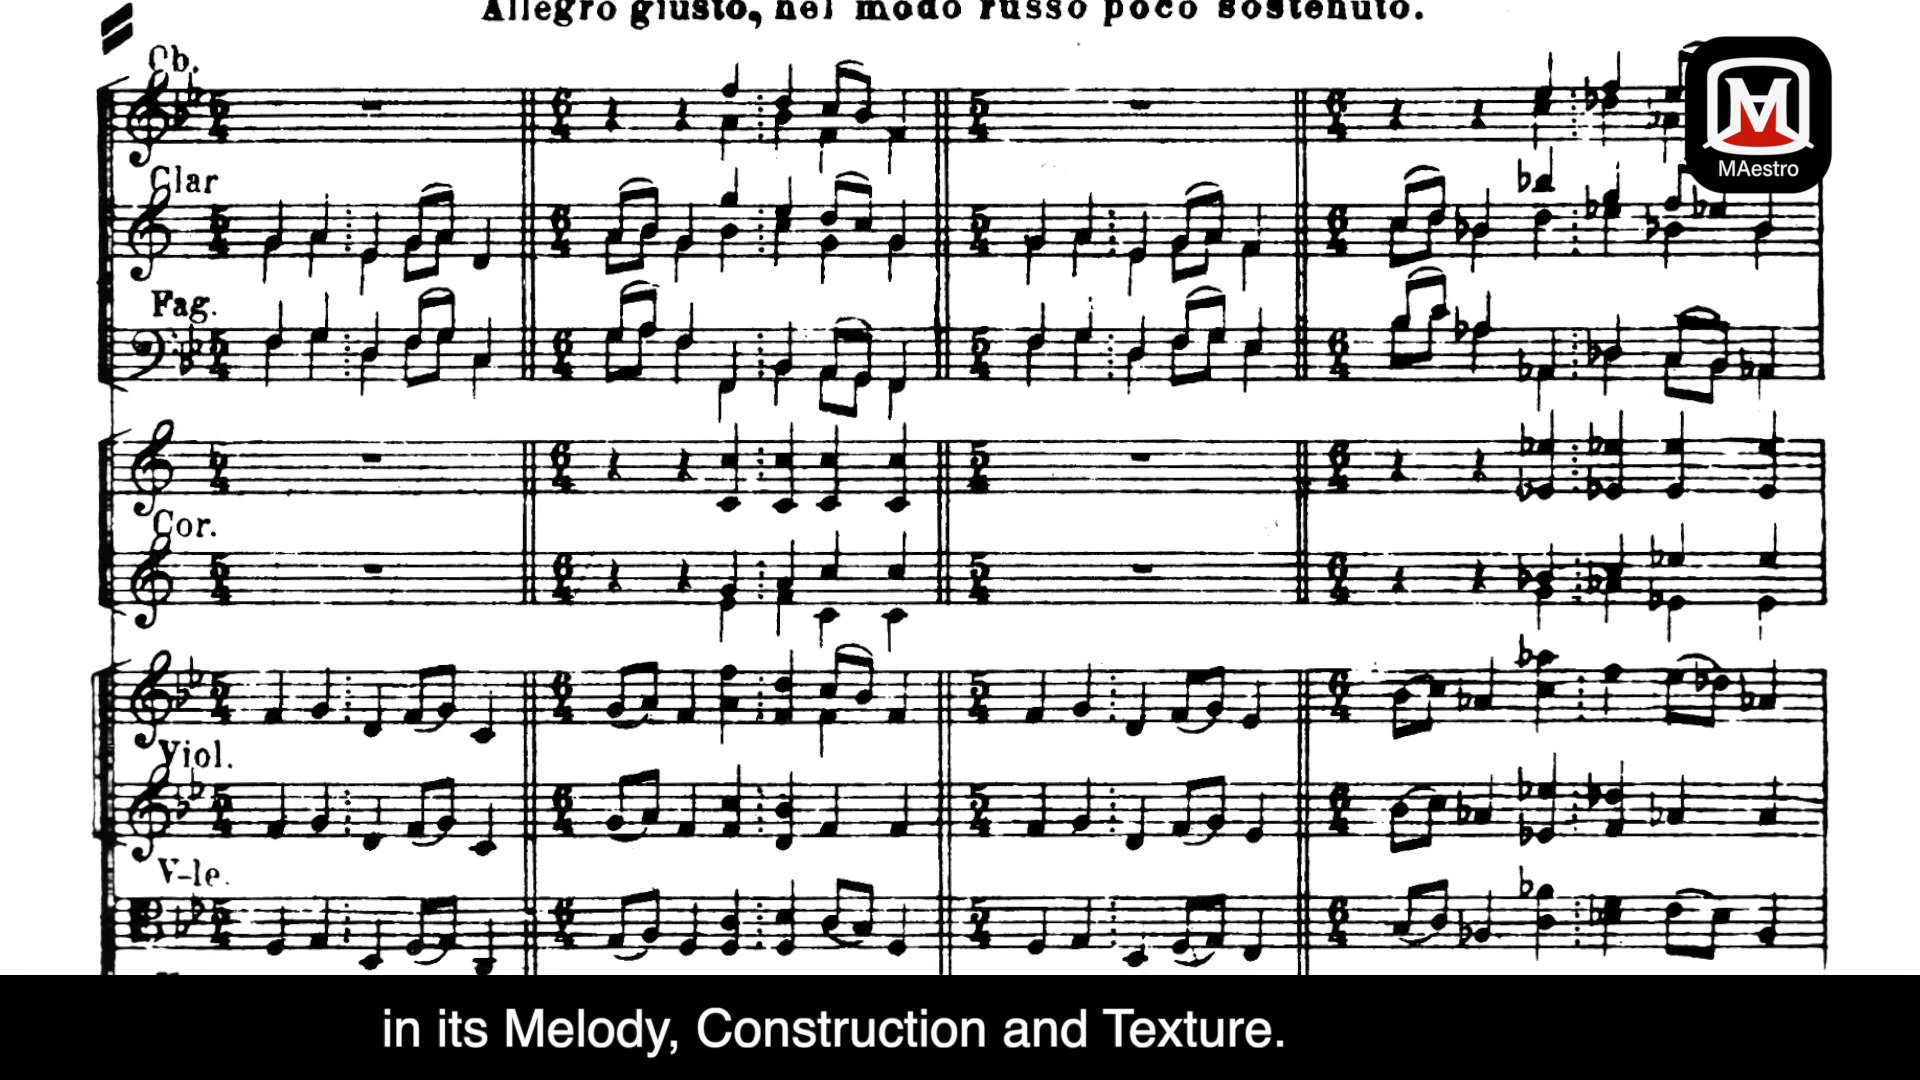 Allegro giusto, nel modo russo poco sostenuto.
Cb.
MAestro
Clar
Fag.
Cor.
Viol.
V-le.
in its Melody, Construction and Texture.